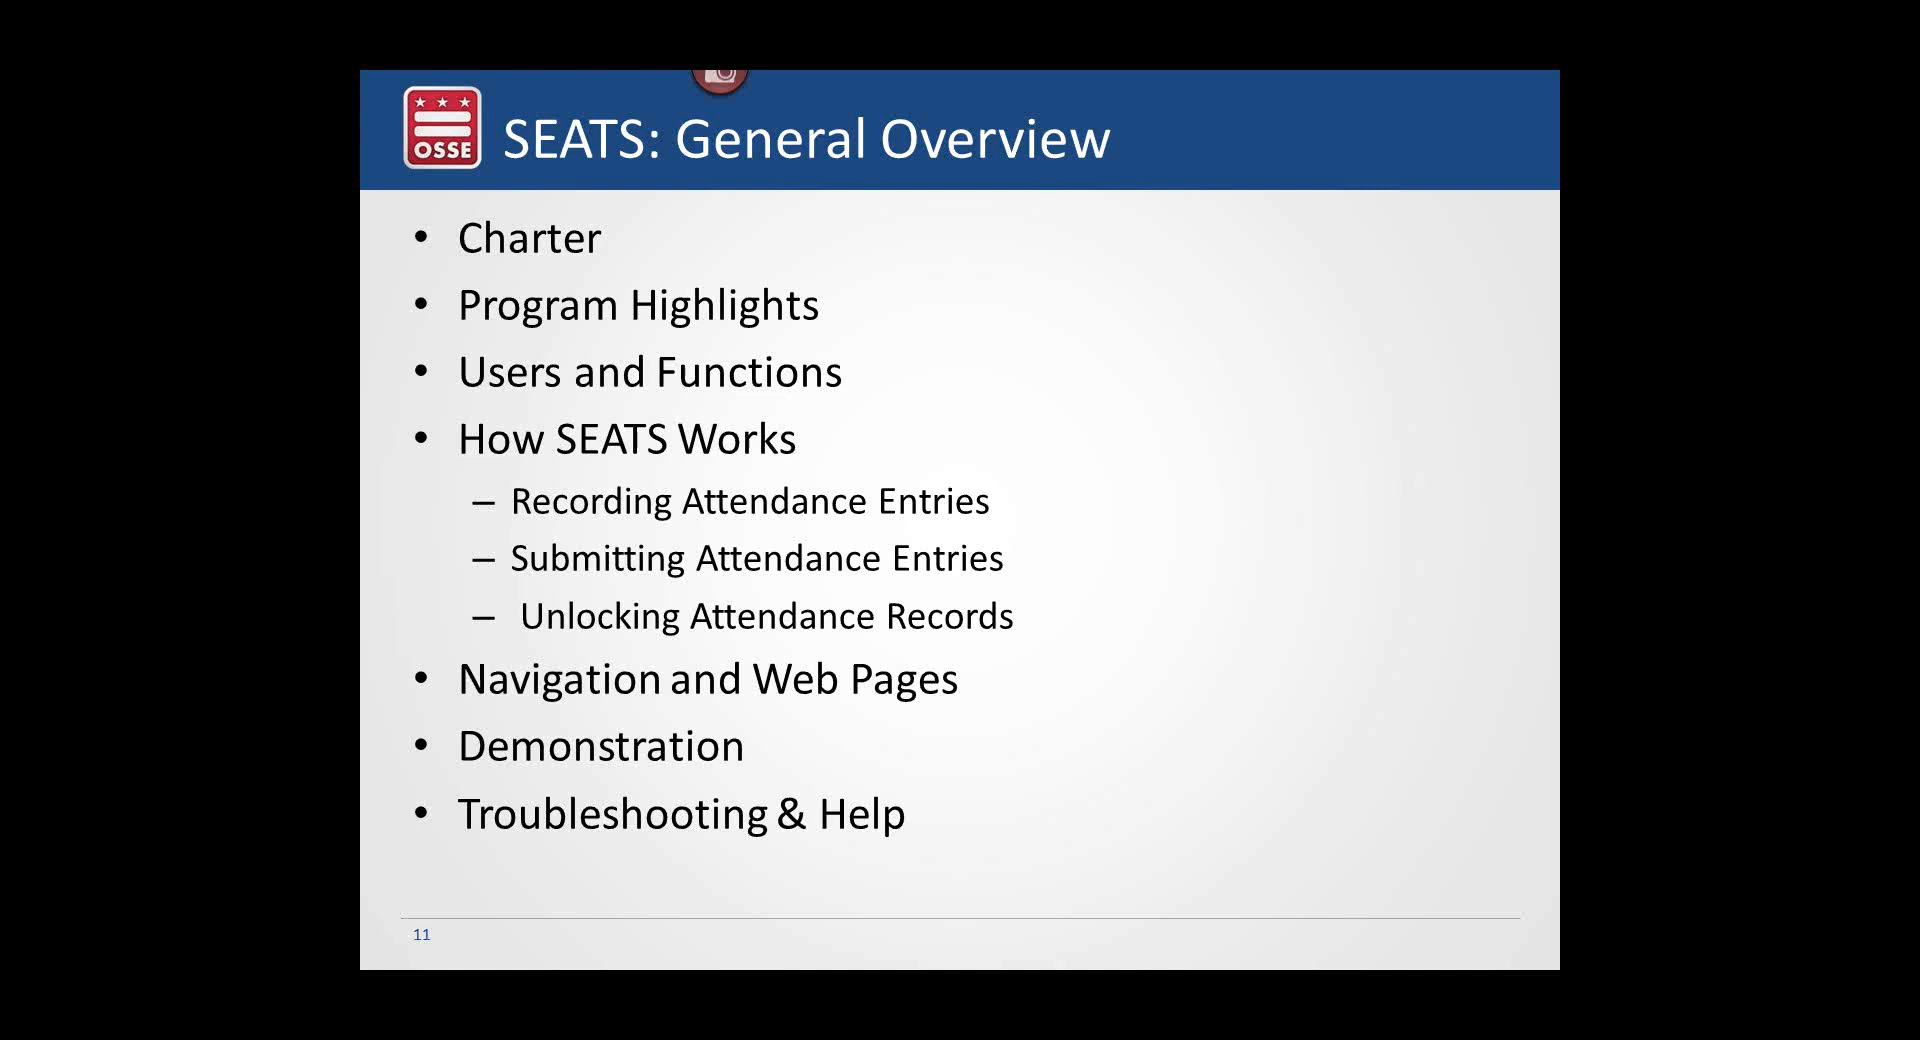 OSSE
SEATS: General Overview
• Charter
• Program Highlights
• Users and Functions
• How SEATS Works
– Recording Attendance Entries
– Submitting Attendance Entries
– Unlocking Attendance Records
• Navigation and Web Pages
• Demonstration
• Troubleshooting & Help
11